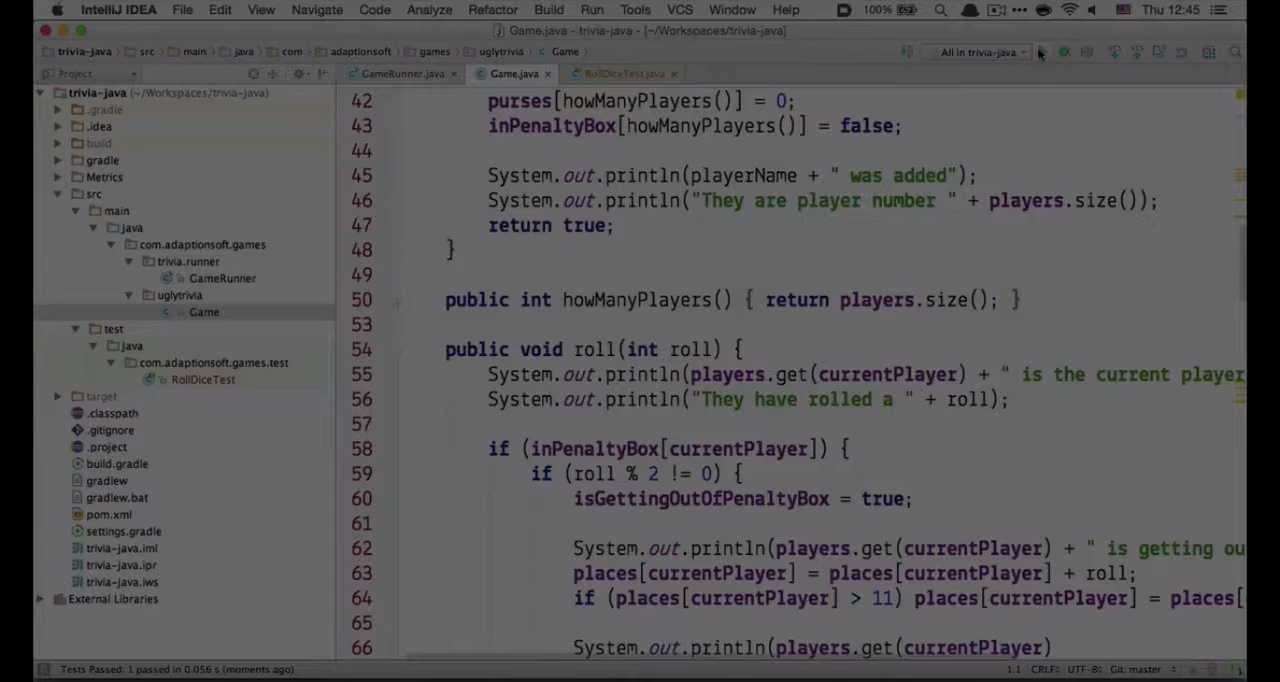 IntelliJ IDEA File Edit View Navigate Code Analyze Refactor Build Run Tools VCS Window Help 100% Thu 12:45
Game.java - trivia-java - [~/Workspaces/trivia-java]
trivia-java src main java com adaptionsoft games uglytrivia Game All in trivia-java
Project GameRunner.java Game.java RollDiceTest.java
trivia-java (~/Workspaces/trivia-java)
.gradle
.idea
build
gradle
Metrics
src
main
java
com.adaptionsoft.games
trivia.runner
GameRunner
uglytrivia
Game
test
java
com.adaptionsoft.games.test
RollDiceTest
target
.classpath
.gitignore
.project
build.gradle
gradlew
gradlew.bat
pom.xml
settings.gradle
trivia-java.iml
trivia-java.ipr
trivia-java.iws
External Libraries
42 purses[howManyPlayers()] = 0;
43 inPenaltyBox[howManyPlayers()] = false;
44
45 System.out.println(playerName + " was added");
46 System.out.println("They are player number " + players.size());
47 return true;
48 }
49
50 public int howManyPlayers() { return players.size(); }
53
54 public void roll(int roll) {
55 System.out.println(players.get(currentPlayer) + " is the current player
56 System.out.println("They have rolled a " + roll);
57
58 if (inPenaltyBox[currentPlayer]) {
59 if (roll % 2 != 0) {
60 isGettingOutOfPenaltyBox = true;
61
62 System.out.println(players.get(currentPlayer) + " is getting ou
63 places[currentPlayer] = places[currentPlayer] + roll;
64 if (places[currentPlayer] > 11) places[currentPlayer] = places[
65
66 System.out.println(players.get(currentPlayer)
Tests Passed: 1 passed in 0.056 s (moments ago) 1:1 CRLF UTF-8 Git: master